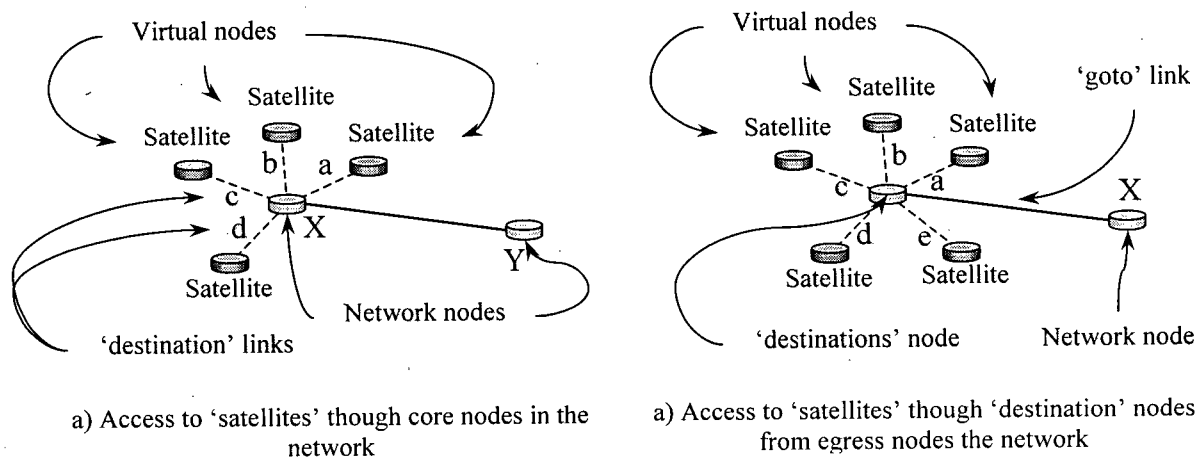 Virtual nodes
Satellite
Satellite
Satellite
b
a
c
d
X
Y
Satellite
Network nodes
‘destination’ links
a) Access to ‘satellites’ though core nodes in the
network
Virtual nodes
‘goto’ link
Satellite
Satellite
Satellite
b
a
c
X
d
e
Satellite
Satellite
‘destinations’ node
Network node
a) Access to ‘satellites’ though ‘destination’ nodes
from egress nodes the network